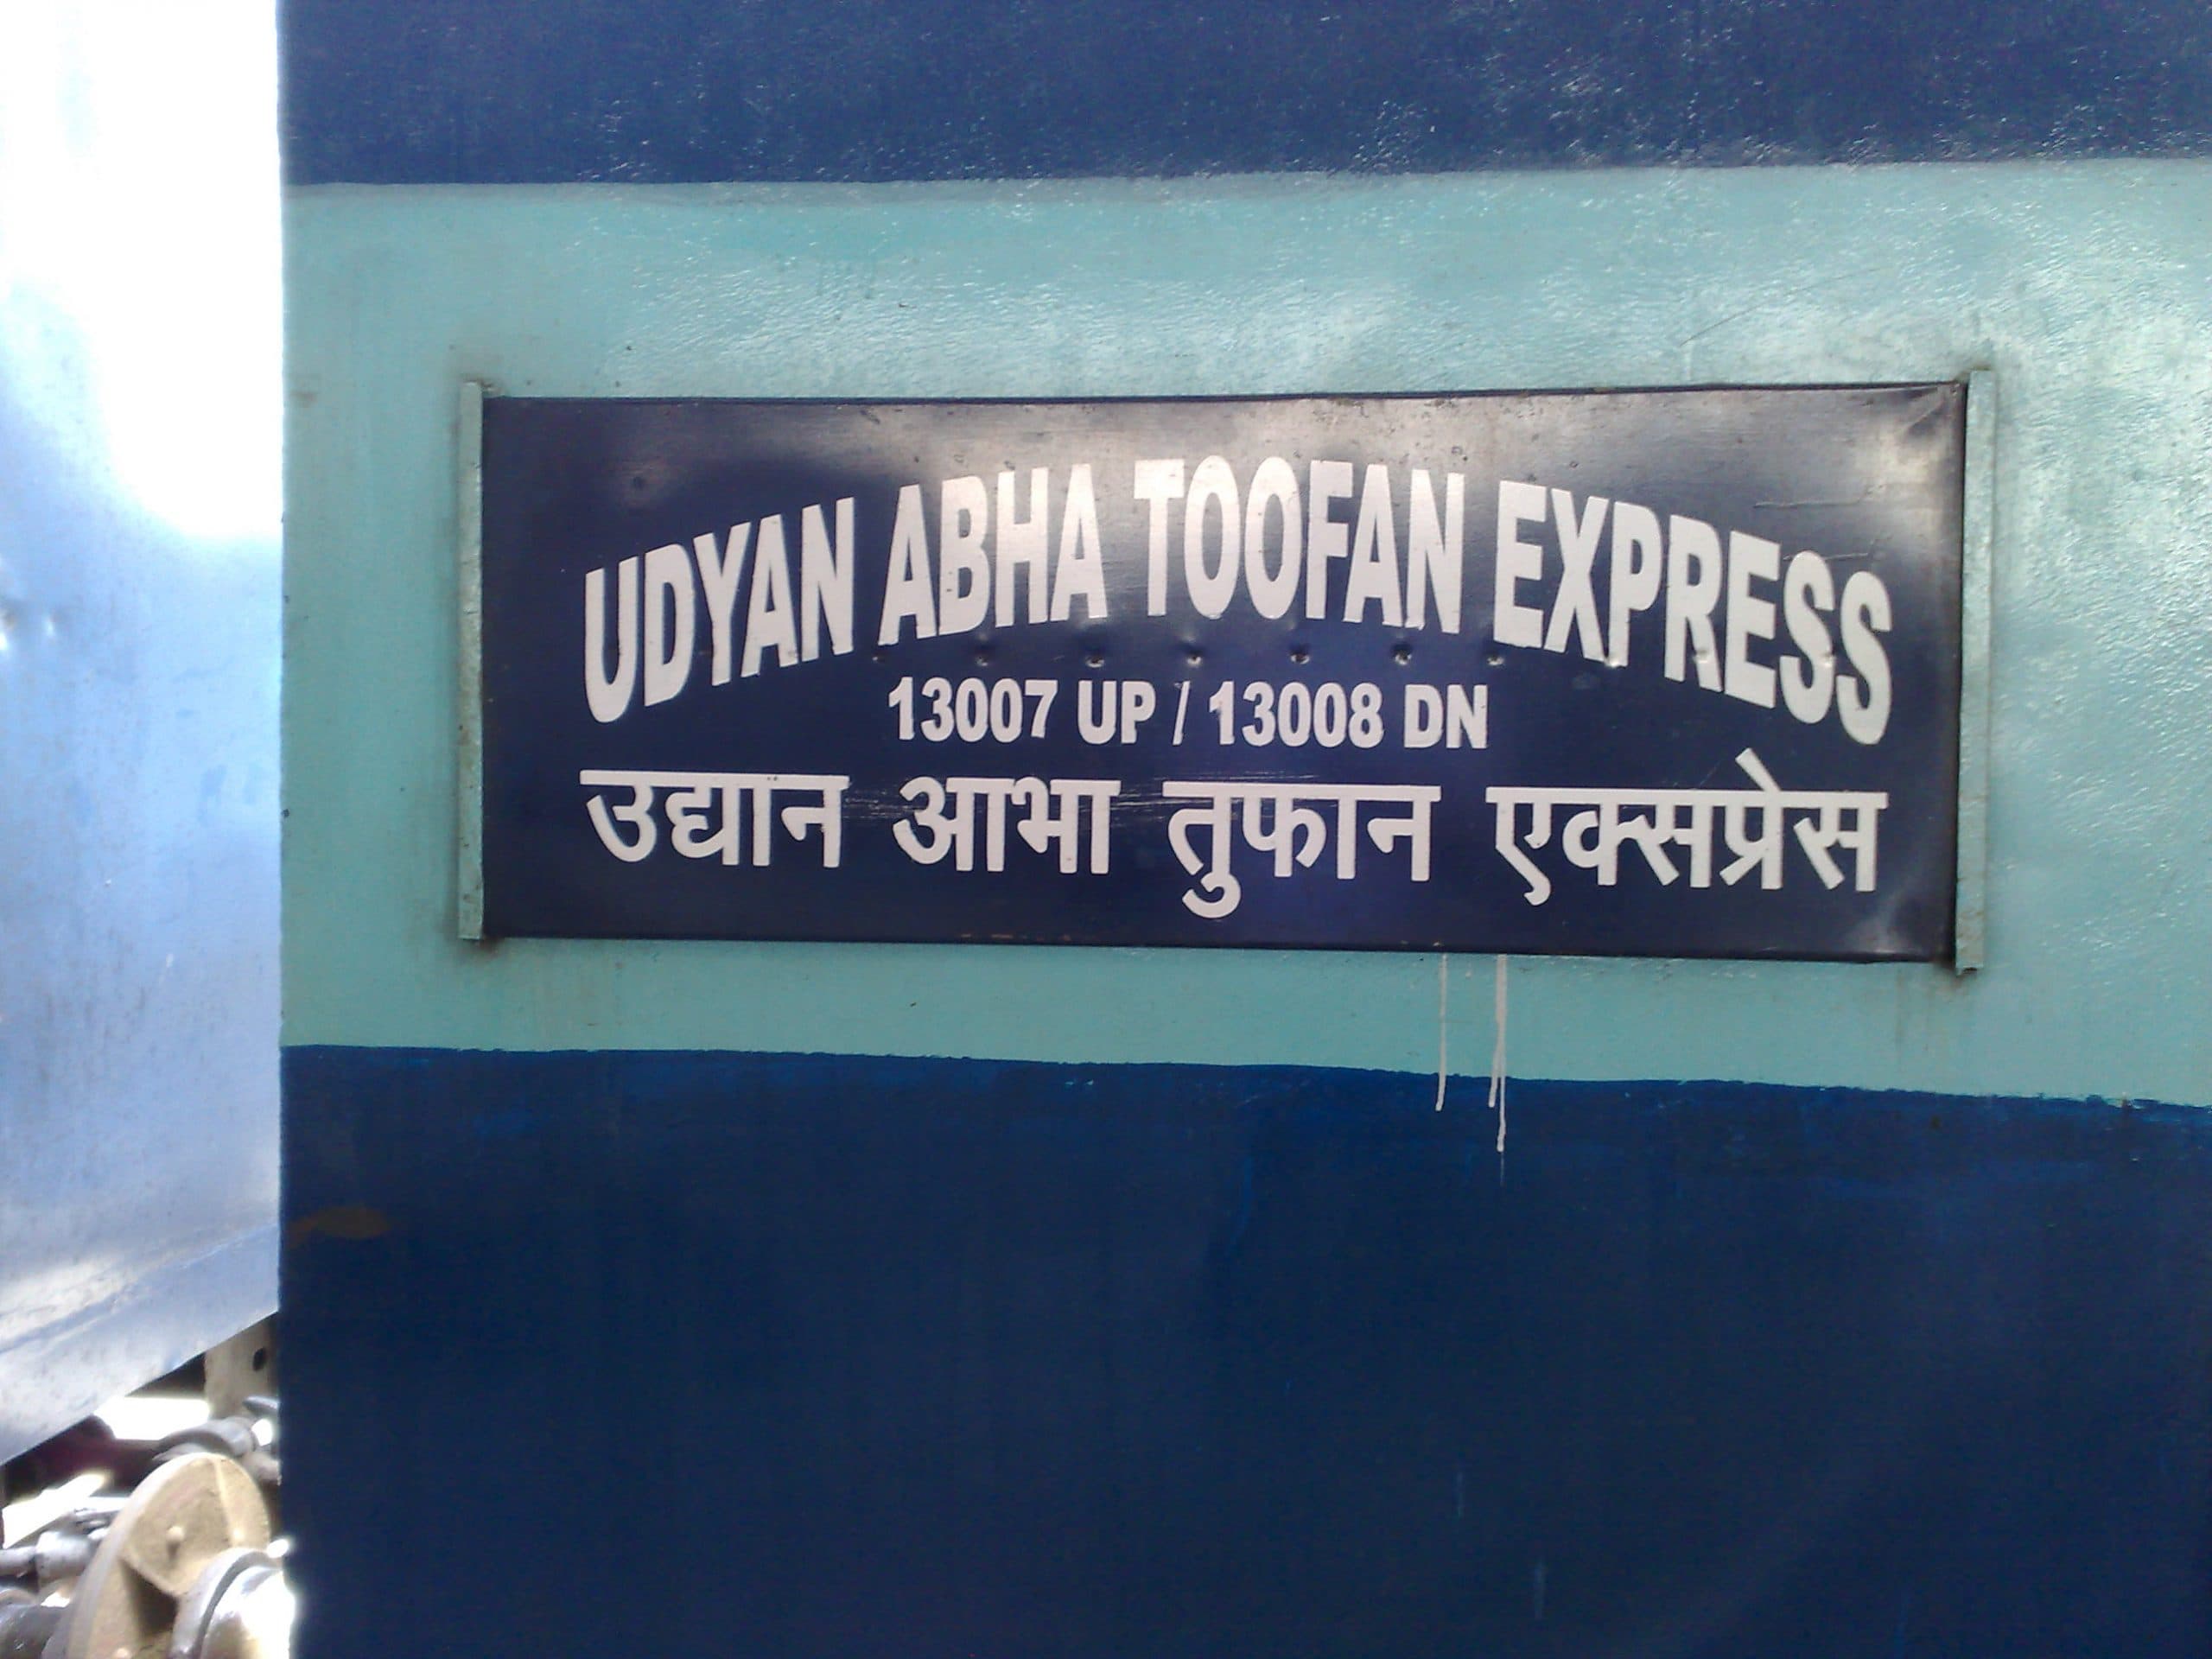 UDYAN ABHA TOOFAN EXPRESS
13007 UP / 13008 DN
उद्यान आभा तुफान एक्सप्रेस